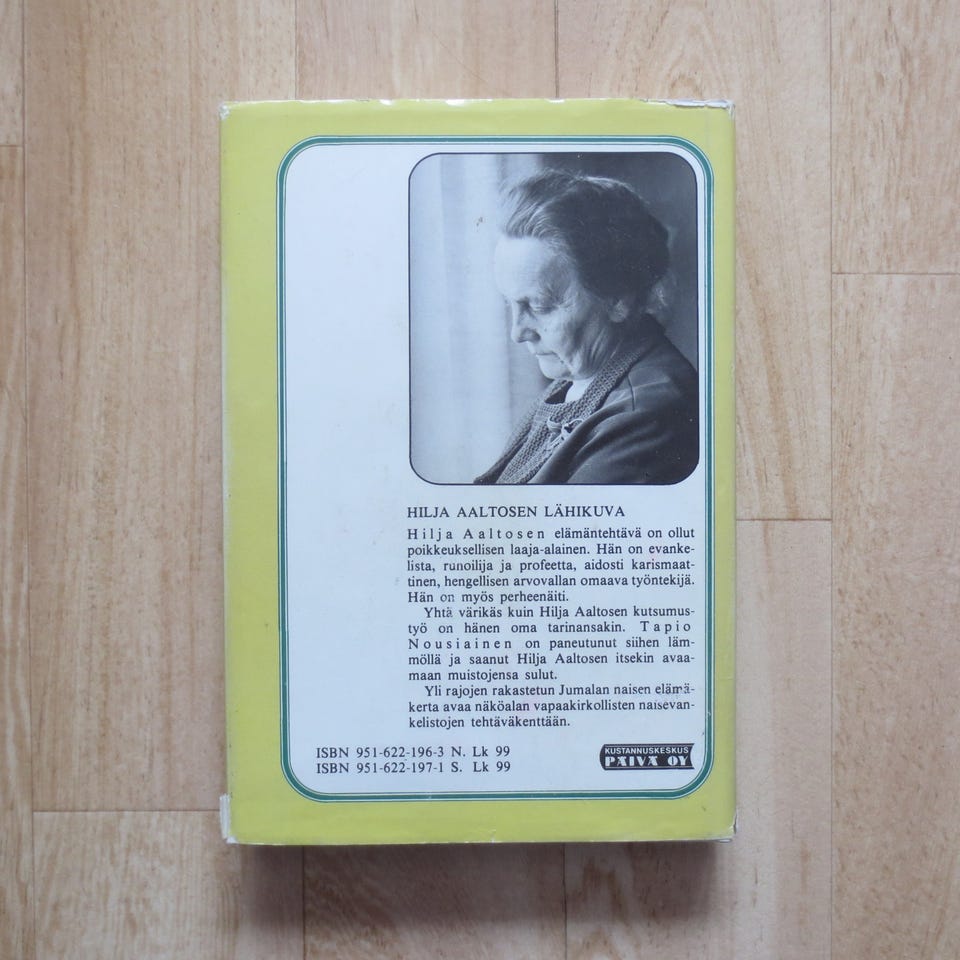 HILJA AALTOSEN LÄHIKUVA
Hilja Aaltosen elämäntehtävä on ollut
poikkeuksellisen laaja-alainen. Hän on evanke-
lista, runoilija ja profeetta, aidosti karismaat-
tinen, hengellisen arvovallan omaava työntekijä.
Hän on myös perheenäiti.
Yhtä värikäs kuin Hilja Aaltosen kutsumus-
työ on hänen oma tarinansakin. Tapio
Nousiainen on paneutunut siihen läm-
möllä ja saanut Hilja Aaltosen itsekin avaa-
maan muistojensa sulut.
Yli rajojen rakastetun Jumalan naisen elämä-
kerta avaa näköalan vapaakirkollisten naisevan-
kelistojen tehtäväkenttään.
ISBN 951-622-196-3 N. Lk 99
ISBN 951-622-197-1 S. Lk 99
KUSTANNUSKESKUS
PÄIVÄ OY